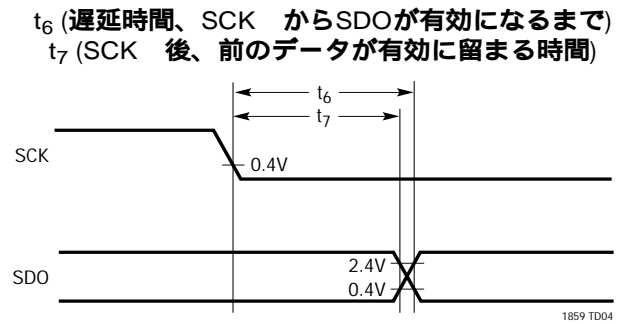 t6 (遅延時間、SCK からSDOが有効になるまで)
t7 (SCK 後、前のデータが有効に留まる時間)
t6
t7
SCK
0.4V
SDO
2.4V
0.4V
1859 TD04